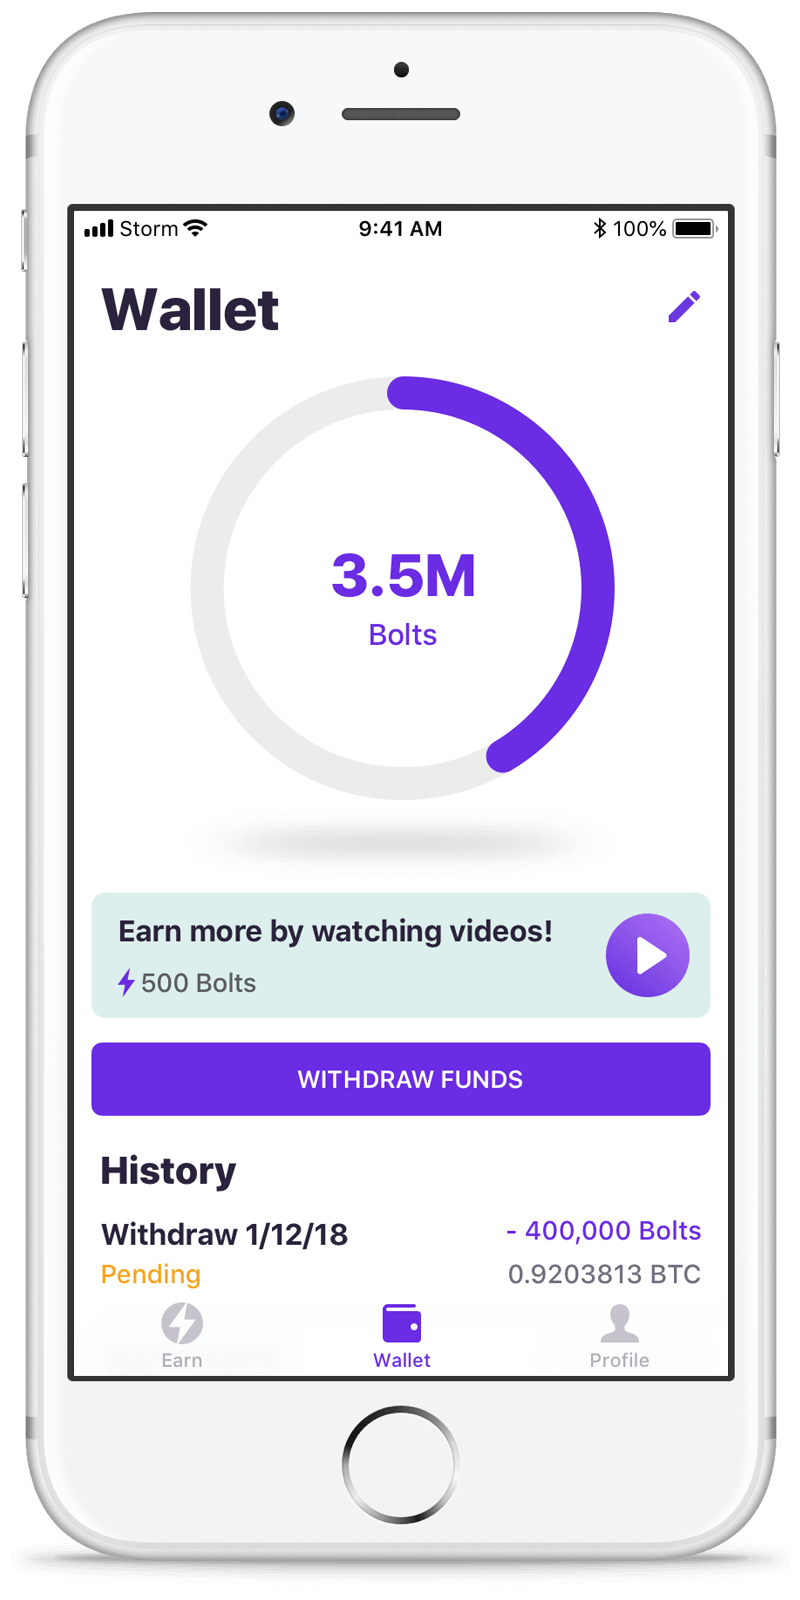 Storm 9:41 AM 100%
Wallet
3.5M
Bolts
Earn more by watching videos!
500 Bolts
WITHDRAW FUNDS
History
Withdraw 1/12/18 - 400,000 Bolts
Pending 0.9203813 BTC
Earn Wallet Profile